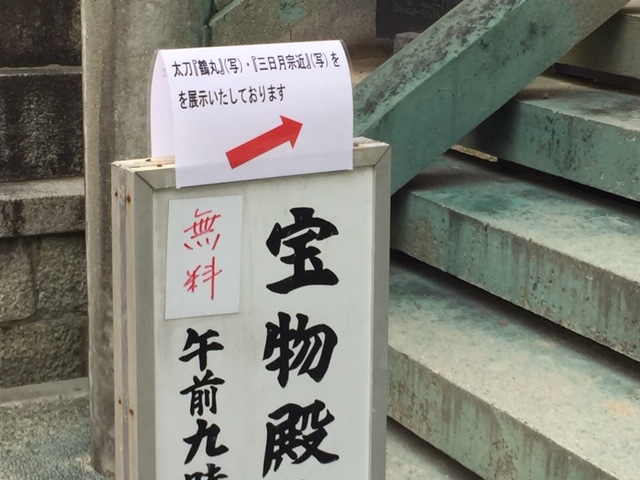 太刀『鶴丸』(写)・『三日月宗近』(写)を
を展示いたしております
宝物殿
無料
午前九時